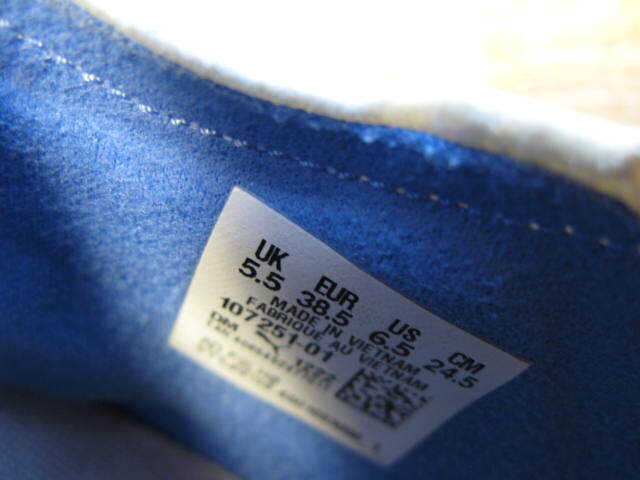 UK EUR US CM
5.5 38.5 6.5 24.5
MADE IN VIETNAM
FABRIQUE AU VIETNAM
107251-01
DM